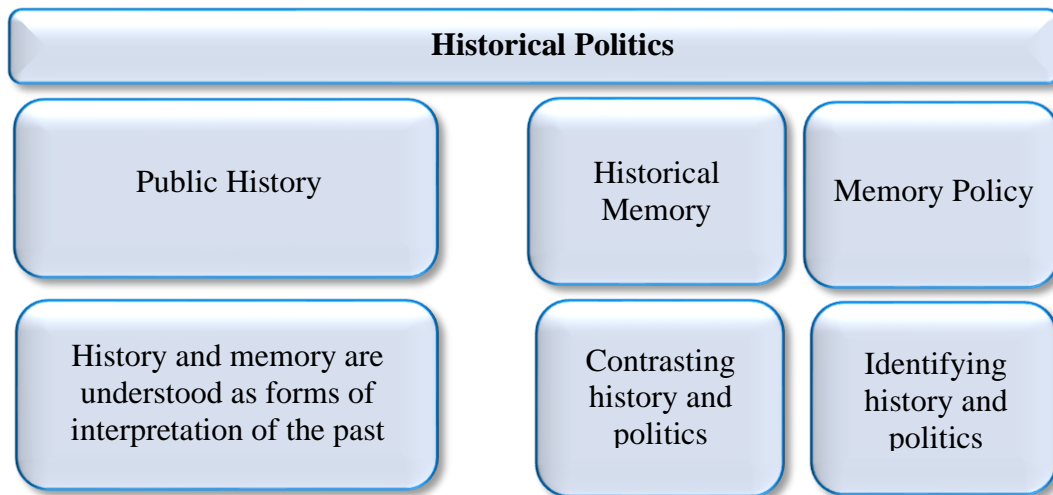 Historical Politics
Public History
Historical
Memory
Memory Policy
History and memory are
understood as forms of
interpretation of the past
Contrasting
history and
politics
Identifying
history and
politics